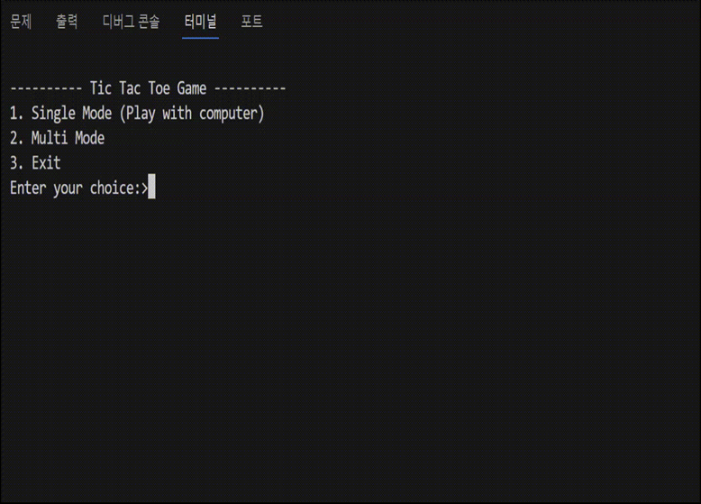 문제 출력 디버그 콘솔 터미널 포트
---------- Tic Tac Toe Game ----------
1. Single Mode (Play with computer)
2. Multi Mode
3. Exit
Enter your choice:>